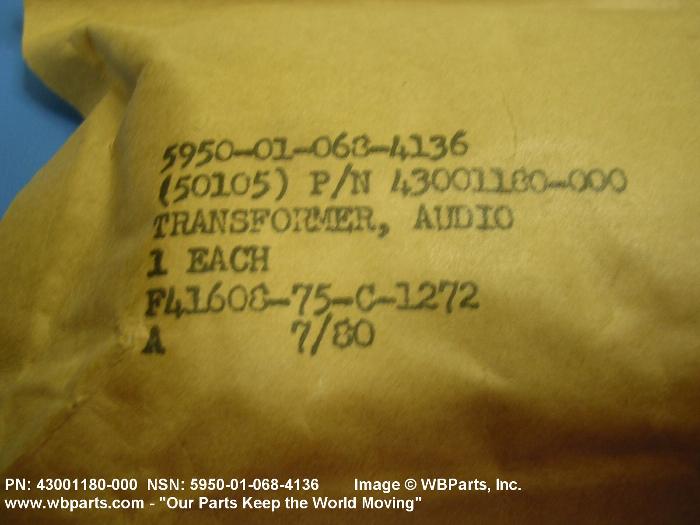 5950-01-068-4136
(50105) P/N 43001180-000
TRANSFORMER, AUDIO
1 EACH
F41608-75-C-1272
A 7/80
PN: 43001180-000 NSN: 5950-01-068-4136 Image © WBParts, Inc.
www.wbparts.com - "Our Parts Keep the World Moving"